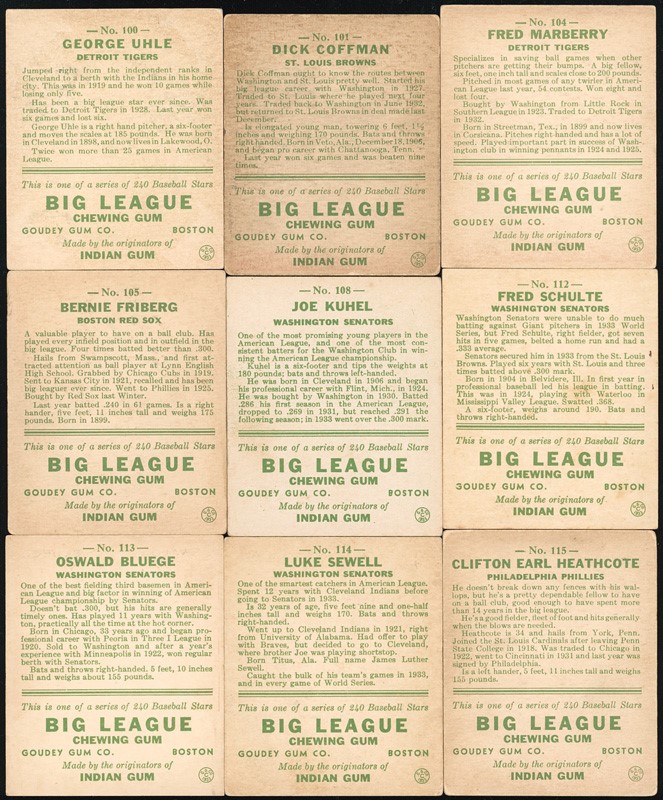 — No. 100 —
GEORGE UHLE
DETROIT TIGERS
Jumped right from the independent ranks in
Cleveland to a berth with the Indians in his home
city. This was in 1919 and he won 10 games while
losing only five.
Has been a big league star ever since. Was
traded to Detroit Tigers in 1928. Last year won
six games and lost six.
George Uhle is a right hand pitcher, a six-footer
and moves the scales at 185 pounds. He was born
in Cleveland in 1898, and now lives in Lakewood, O.
Twice won more than 25 games in American
League.
This is one of a series of 240 Baseball Stars
BIG LEAGUE
CHEWING GUM
GOUDEY GUM CO. BOSTON
Made by the originators of
INDIAN GUM
— No. 101 —
DICK COFFMAN
ST. LOUIS BROWNS
Dick Coffman ought to know the routes between
Washington and St. Louis pretty well. Started his
big league career with Washington in 1927.
Traded to St. Louis where he played next four
years. Traded back to Washington in June 1932,
but returned to St. Louis Browns in deal made last
December.
Is elongated young man, towering 6 feet, 1½
inches and weighing 170 pounds. Bats and throws
right-handed. Born in Veto, Ala., December 18, 1906,
and began pro career with Chattanooga, Tenn.
Last year won six games and was beaten nine
times.
This is one of a series of 240 Baseball Stars
BIG LEAGUE
CHEWING GUM
GOUDEY GUM CO. BOSTON
Made by the originators of
INDIAN GUM
— No. 104 —
FRED MARBERRY
DETROIT TIGERS
Specializes in saving ball games when other
pitchers are getting their bumps. A big fellow,
six feet, one inch tall and scales close to 200 pounds.
Pitched in most games of any twirler in Ameri-
can League last year, 54 contests. Won eight and
lost four.
Bought by Washington from Little Rock in
Southern League in 1923. Traded to Detroit Tigers
in 1932.
Born in Streetman, Tex., in 1899 and now lives
in Corsicana. Pitches right-handed and has a lot of
speed. Played important part in success of Wash-
ington club in winning pennants in 1924 and 1925.
This is one of a series of 240 Baseball Stars
BIG LEAGUE
CHEWING GUM
GOUDEY GUM CO. BOSTON
Made by the originators of
INDIAN GUM
— No. 105 —
BERNIE FRIBERG
BOSTON RED SOX
A valuable player to have on a ball club. Has
played every infield position and in outfield in the
big league. Four times batted better than .300.
Hails from Swampscott, Mass., and first at-
tracted attention as ball player at Lynn English
High School. Grabbed by Chicago Cubs in 1919.
Sent to Kansas City in 1921, recalled and has been
big leaguer ever since. Went to Phillies in 1925.
Bought by Red Sox last Winter.
Last year batted .240 in 61 games. Is a right
hander, five feet, 11 inches tall and weighs 175
pounds. Born in 1899.
This is one of a series of 240 Baseball Stars
BIG LEAGUE
CHEWING GUM
GOUDEY GUM CO. BOSTON
Made by the originators of
INDIAN GUM
— No. 108 —
JOE KUHEL
WASHINGTON SENATORS
One of the most promising young players in the
American League, and one of the most con-
sistent batters for the Washington Club in win-
ning the American League championship.
Kuhel is a six-footer and tips the weights at
180 pounds; bats and throws left-handed.
He was born in Cleveland in 1906 and began
his professional career with Flint, Mich., in 1924.
He was bought by Washington in 1930. Batted
.286 his first season in the American League,
dropped to .269 in 1931, but reached .291 the
following season; in 1933 went over the .300 mark.
This is one of a series of 240 Baseball Stars
BIG LEAGUE
CHEWING GUM
GOUDEY GUM CO. BOSTON
Made by the originators of
INDIAN GUM
— No. 112 —
FRED SCHULTE
WASHINGTON SENATORS
Washington Senators were unable to do much
batting against Giant pitchers in 1933 World
Series, but Fred Schulte, right fielder, got seven
hits in five games, belted a home run and had a
.333 average.
Senators secured him in 1933 from the St. Louis
Browns. Played six years with St. Louis and three
times batted above .300 mark.
Born in 1904 in Belvidere, Ill. In first year in
professional baseball led his league in batting.
This was in 1924, playing with Waterloo in
Mississippi Valley League. Swatted .368.
A six-footer, weighs around 190. Bats and
throws right-handed.
This is one of a series of 240 Baseball Stars
BIG LEAGUE
CHEWING GUM
GOUDEY GUM CO. BOSTON
Made by the originators of
INDIAN GUM
— No. 113 —
OSWALD BLUEGE
WASHINGTON SENATORS
One of the best fielding third basemen in Ameri-
can League and big factor in winning of American
League championship by Senators.
Doesn't bat .300, but his hits are generally
timely ones. Has played 11 years with Washing-
ton, practically all the time at the hot corner.
Born in Chicago, 33 years ago and began pro-
fessional career with Peoria in Three I League in
1920. Sold to Washington and after a year's
experience with Minneapolis in 1922, won regular
berth with Senators.
Bats and throws right-handed. 5 feet, 10 inches
tall and weighs about 155 pounds.
This is one of a series of 240 Baseball Stars
BIG LEAGUE
CHEWING GUM
GOUDEY GUM CO. BOSTON
Made by the originators of
INDIAN GUM
— No. 114 —
LUKE SEWELL
WASHINGTON SENATORS
One of the smartest catchers in American League.
Spent 12 years with Cleveland Indians before
going to Senators in 1933.
Is 32 years of age, five feet nine and one-half
inches tall and weighs 170. Bats and throws
right-handed.
Went up to Cleveland Indians in 1921, right
from University of Alabama. Had offer to play
with Braves, but decided to go to Cleveland,
where brother Joe was playing shortstop.
Born Titus, Ala. Full name James Luther
Sewell.
Caught the bulk of his team's games in 1933,
and in every game of World Series.
This is one of a series of 240 Baseball Stars
BIG LEAGUE
CHEWING GUM
GOUDEY GUM CO. BOSTON
Made by the originators of
INDIAN GUM
— No. 115 —
CLIFTON EARL HEATHCOTE
PHILADELPHIA PHILLIES
He doesn't break down any fences with his wal-
lops, but he's a pretty dependable fellow to have
on a ball club, good enough to have spent more
than 14 years in the big league.
He's a good fielder, fleet of foot and hits generally
when the blows are needed.
Heathcote is 34 and hails from York, Penn.
Joined the St. Louis Cardinals after leaving Penn
State College in 1918. Was traded to Chicago in
1922, went to Cincinnati in 1931 and last year was
signed by Philadelphia.
Is a left hander, 5 feet, 11 inches tall and weighs
155 pounds.
This is one of a series of 240 Baseball Stars
BIG LEAGUE
CHEWING GUM
GOUDEY GUM CO. BOSTON
Made by the originators of
INDIAN GUM